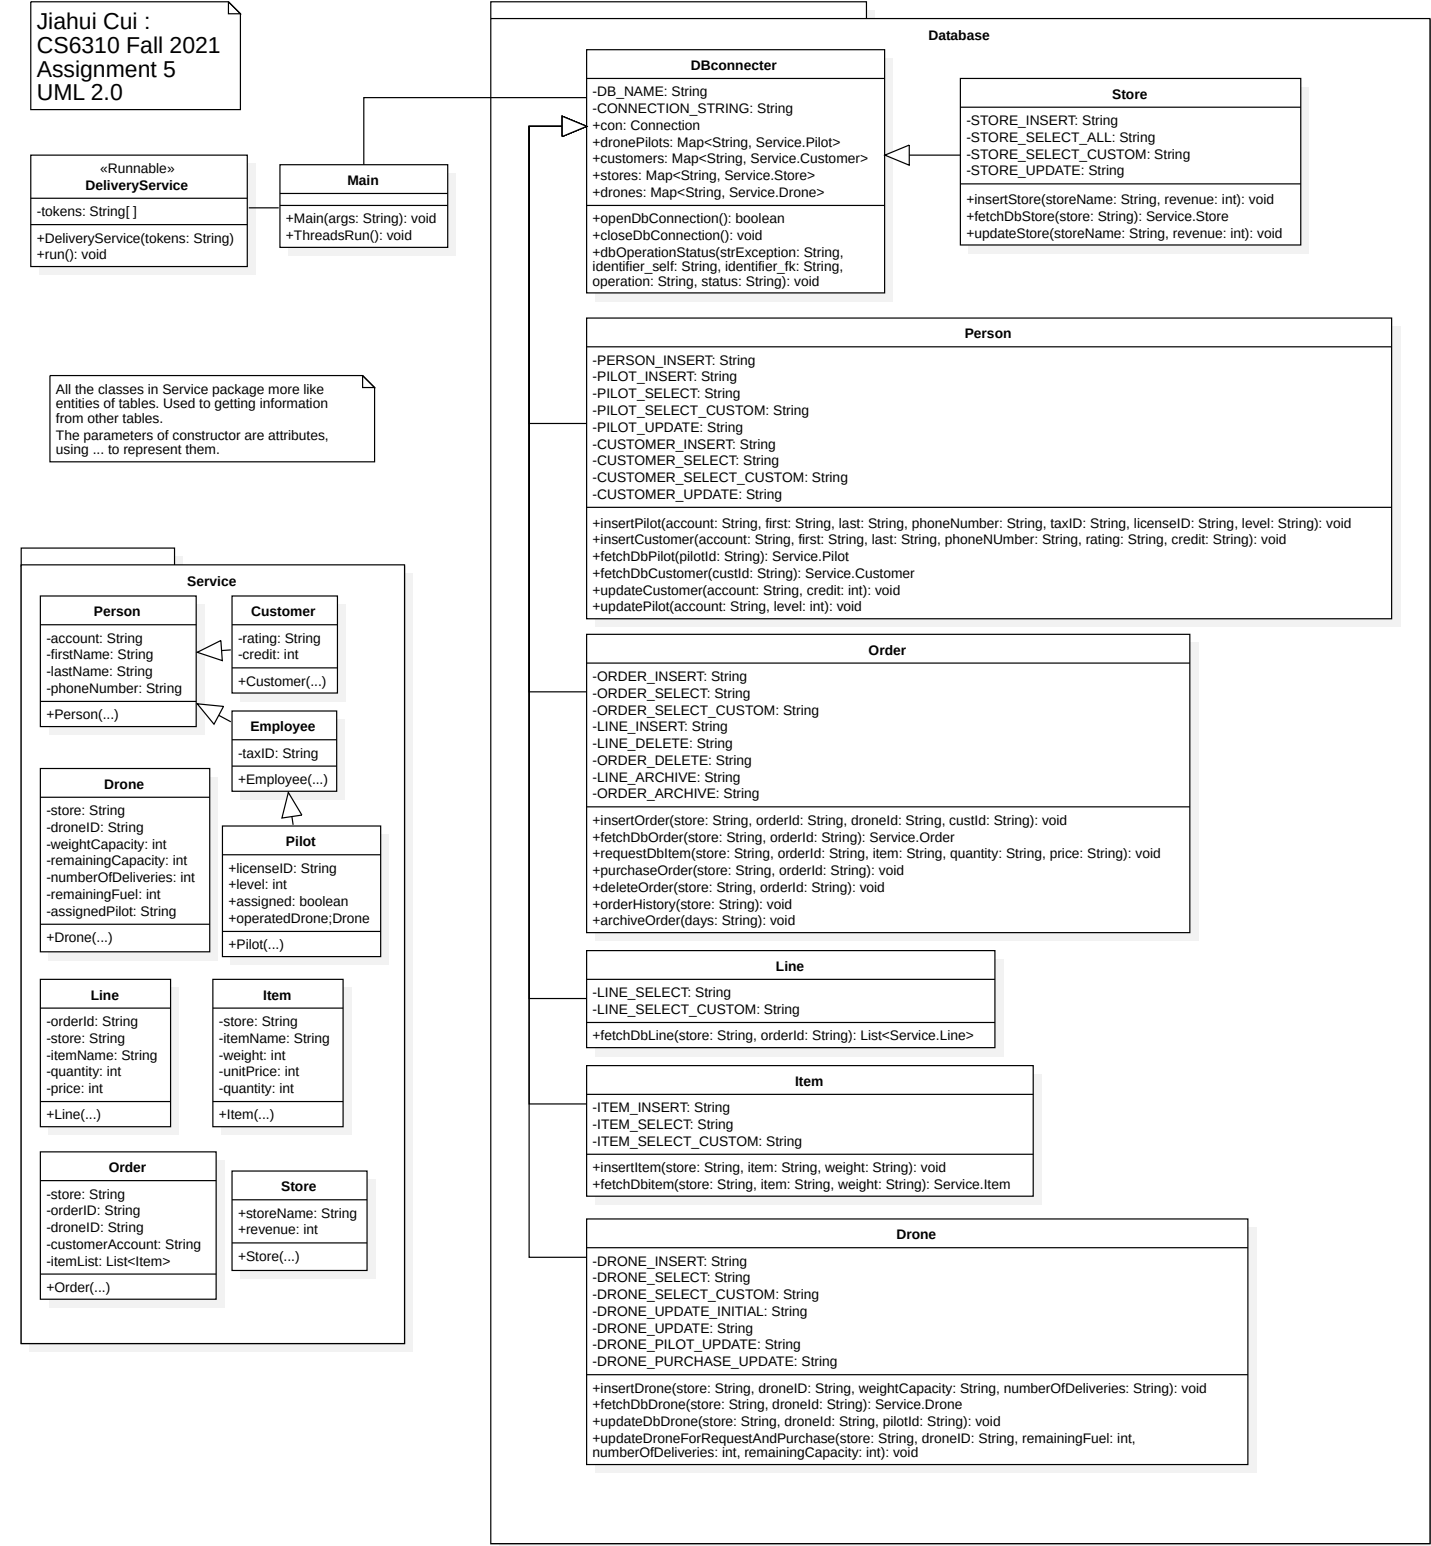 Jiahui Cui :
CS6310 Fall 2021
Assignment 5
UML 2.0
«Runnable»
DeliveryService
-tokens: String[ ]
+DeliveryService(tokens: String)
+run(): void
Main
+Main(args: String): void
+ThreadsRun(): void
All the classes in Service package more like
entities of tables. Used to getting information
from other tables.
The parameters of constructor are attributes,
using ... to represent them.
Service
Person
-account: String
-firstName: String
-lastName: String
-phoneNumber: String
+Person(...)
Customer
-rating: String
-credit: int
+Customer(...)
Employee
-taxID: String
+Employee(...)
Drone
-store: String
-droneID: String
-weightCapacity: int
-remainingCapacity: int
-numberOfDeliveries: int
-remainingFuel: int
-assignedPilot: String
+Drone(...)
Pilot
+licenseID: String
+level: int
+assigned: boolean
+operatedDrone;Drone
+Pilot(...)
Line
-orderId: String
-store: String
-itemName: String
-quantity: int
-price: int
+Line(...)
Item
-store: String
-itemName: String
-weight: int
-unitPrice: int
-quantity: int
+Item(...)
Order
-store: String
-orderID: String
-droneID: String
-customerAccount: String
-itemList: List<Item>
+Order(...)
Store
+storeName: String
+revenue: int
+Store(...)
Database
DBconnecter
-DB_NAME: String
-CONNECTION_STRING: String
+con: Connection
+dronePilots: Map<String, Service.Pilot>
+customers: Map<String, Service.Customer>
+stores: Map<String, Service.Store>
+drones: Map<String, Service.Drone>
+openDbConnection(): boolean
+closeDbConnection(): void
+dbOperationStatus(strException: String,
identifier_self: String, identifier_fk: String,
operation: String, status: String): void
Store
-STORE_INSERT: String
-STORE_SELECT_ALL: String
-STORE_SELECT_CUSTOM: String
-STORE_UPDATE: String
+insertStore(storeName: String, revenue: int): void
+fetchDbStore(store: String): Service.Store
+updateStore(storeName: String, revenue: int): void
Person
-PERSON_INSERT: String
-PILOT_INSERT: String
-PILOT_SELECT: String
-PILOT_SELECT_CUSTOM: String
-PILOT_UPDATE: String
-CUSTOMER_INSERT: String
-CUSTOMER_SELECT: String
-CUSTOMER_SELECT_CUSTOM: String
-CUSTOMER_UPDATE: String
+insertPilot(account: String, first: String, last: String, phoneNumber: String, taxID: String, licenseID: String, level: String): void
+insertCustomer(account: String, first: String, last: String, phoneNUmber: String, rating: String, credit: String): void
+fetchDbPilot(pilotId: String): Service.Pilot
+fetchDbCustomer(custId: String): Service.Customer
+updateCustomer(account: String, credit: int): void
+updatePilot(account: String, level: int): void
Order
-ORDER_INSERT: String
-ORDER_SELECT: String
-ORDER_SELECT_CUSTOM: String
-LINE_INSERT: String
-LINE_DELETE: String
-ORDER_DELETE: String
-LINE_ARCHIVE: String
-ORDER_ARCHIVE: String
+insertOrder(store: String, orderId: String, droneId: String, custId: String): void
+fetchDbOrder(store: String, orderId: String): Service.Order
+requestDbItem(store: String, orderId: String, item: String, quantity: String, price: String): void
+purchaseOrder(store: String, orderId: String): void
+deleteOrder(store: String, orderId: String): void
+orderHistory(store: String): void
+archiveOrder(days: String): void
Line
-LINE_SELECT: String
-LINE_SELECT_CUSTOM: String
+fetchDbLine(store: String, orderId: String): List<Service.Line>
Item
-ITEM_INSERT: String
-ITEM_SELECT: String
-ITEM_SELECT_CUSTOM: String
+insertItem(store: String, item: String, weight: String): void
+fetchDbitem(store: String, item: String, weight: String): Service.Item
Drone
-DRONE_INSERT: String
-DRONE_SELECT: String
-DRONE_SELECT_CUSTOM: String
-DRONE_UPDATE_INITIAL: String
-DRONE_UPDATE: String
-DRONE_PILOT_UPDATE: String
-DRONE_PURCHASE_UPDATE: String
+insertDrone(store: String, droneID: String, weightCapacity: String, numberOfDeliveries: String): void
+fetchDbDrone(store: String, droneId: String): Service.Drone
+updateDbDrone(store: String, droneId: String, pilotId: String): void
+updateDroneForRequestAndPurchase(store: String, droneID: String, remainingFuel: int,
numberOfDeliveries: int, remainingCapacity: int): void